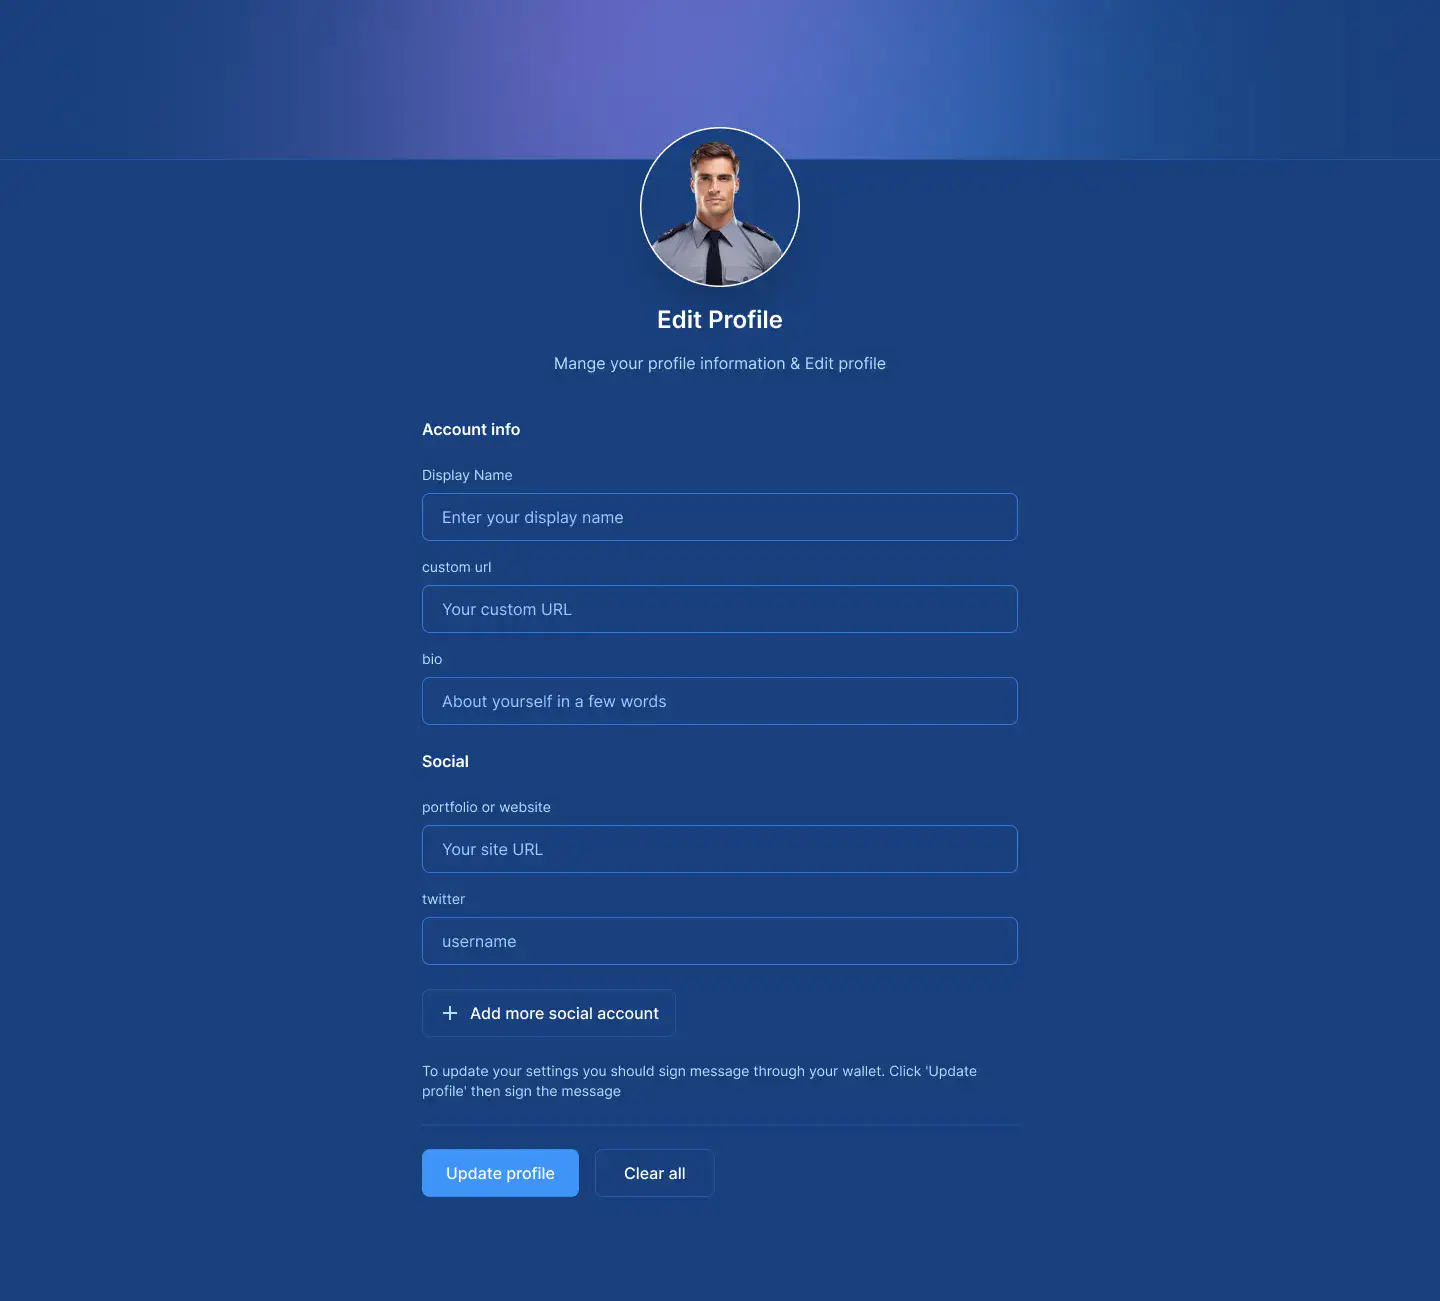 Edit Profile
Mange your profile information & Edit profile
Account info
Display Name
Enter your display name
custom url
Your custom URL
bio
About yourself in a few words
Social
portfolio or website
Your site URL
twitter
username
Add more social account
To update your settings you should sign message through your wallet. Click 'Update
profile' then sign the message
Update profile
Clear all